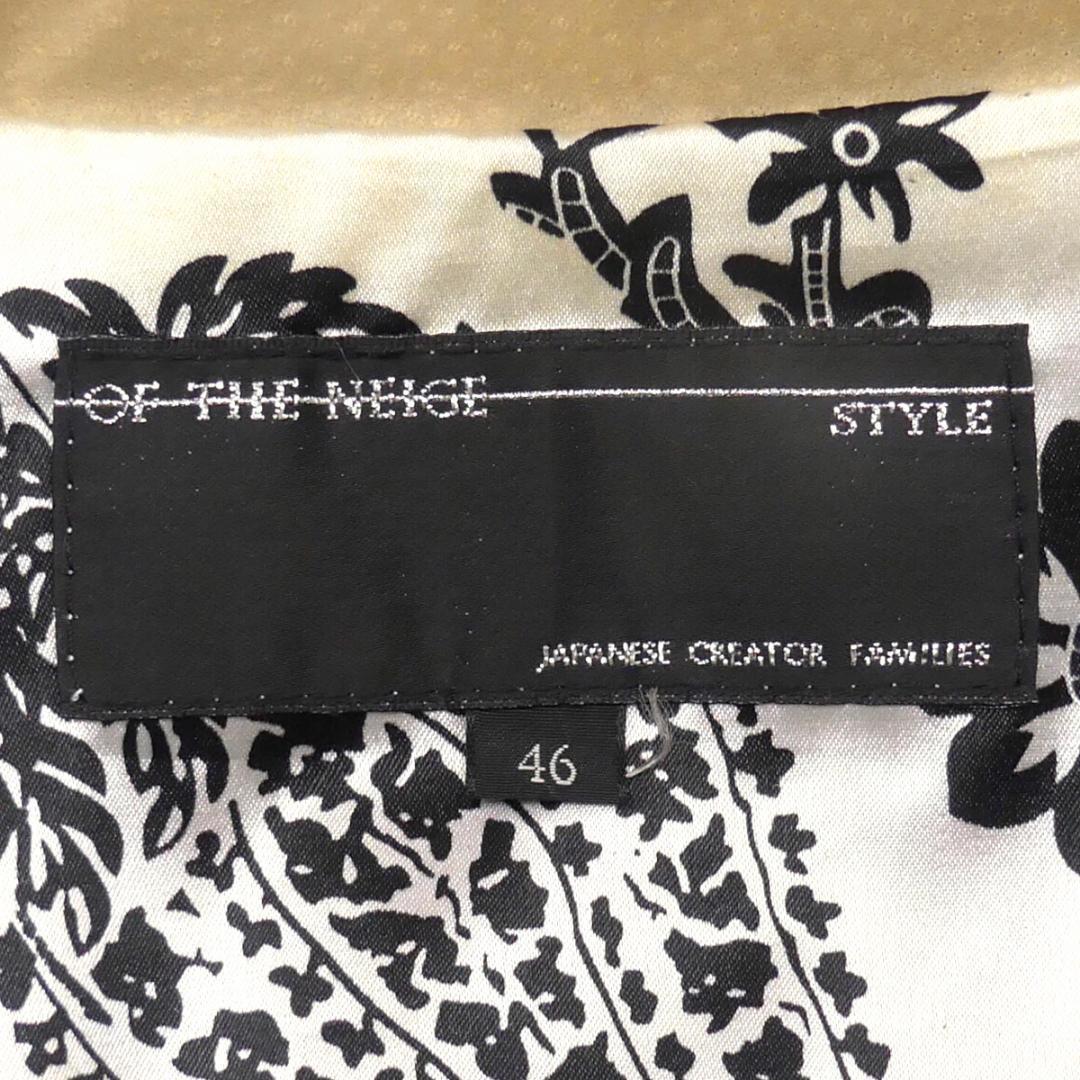 OF THE NEIGE
STYLE
JAPANESE CREATOR FAMILIES
46